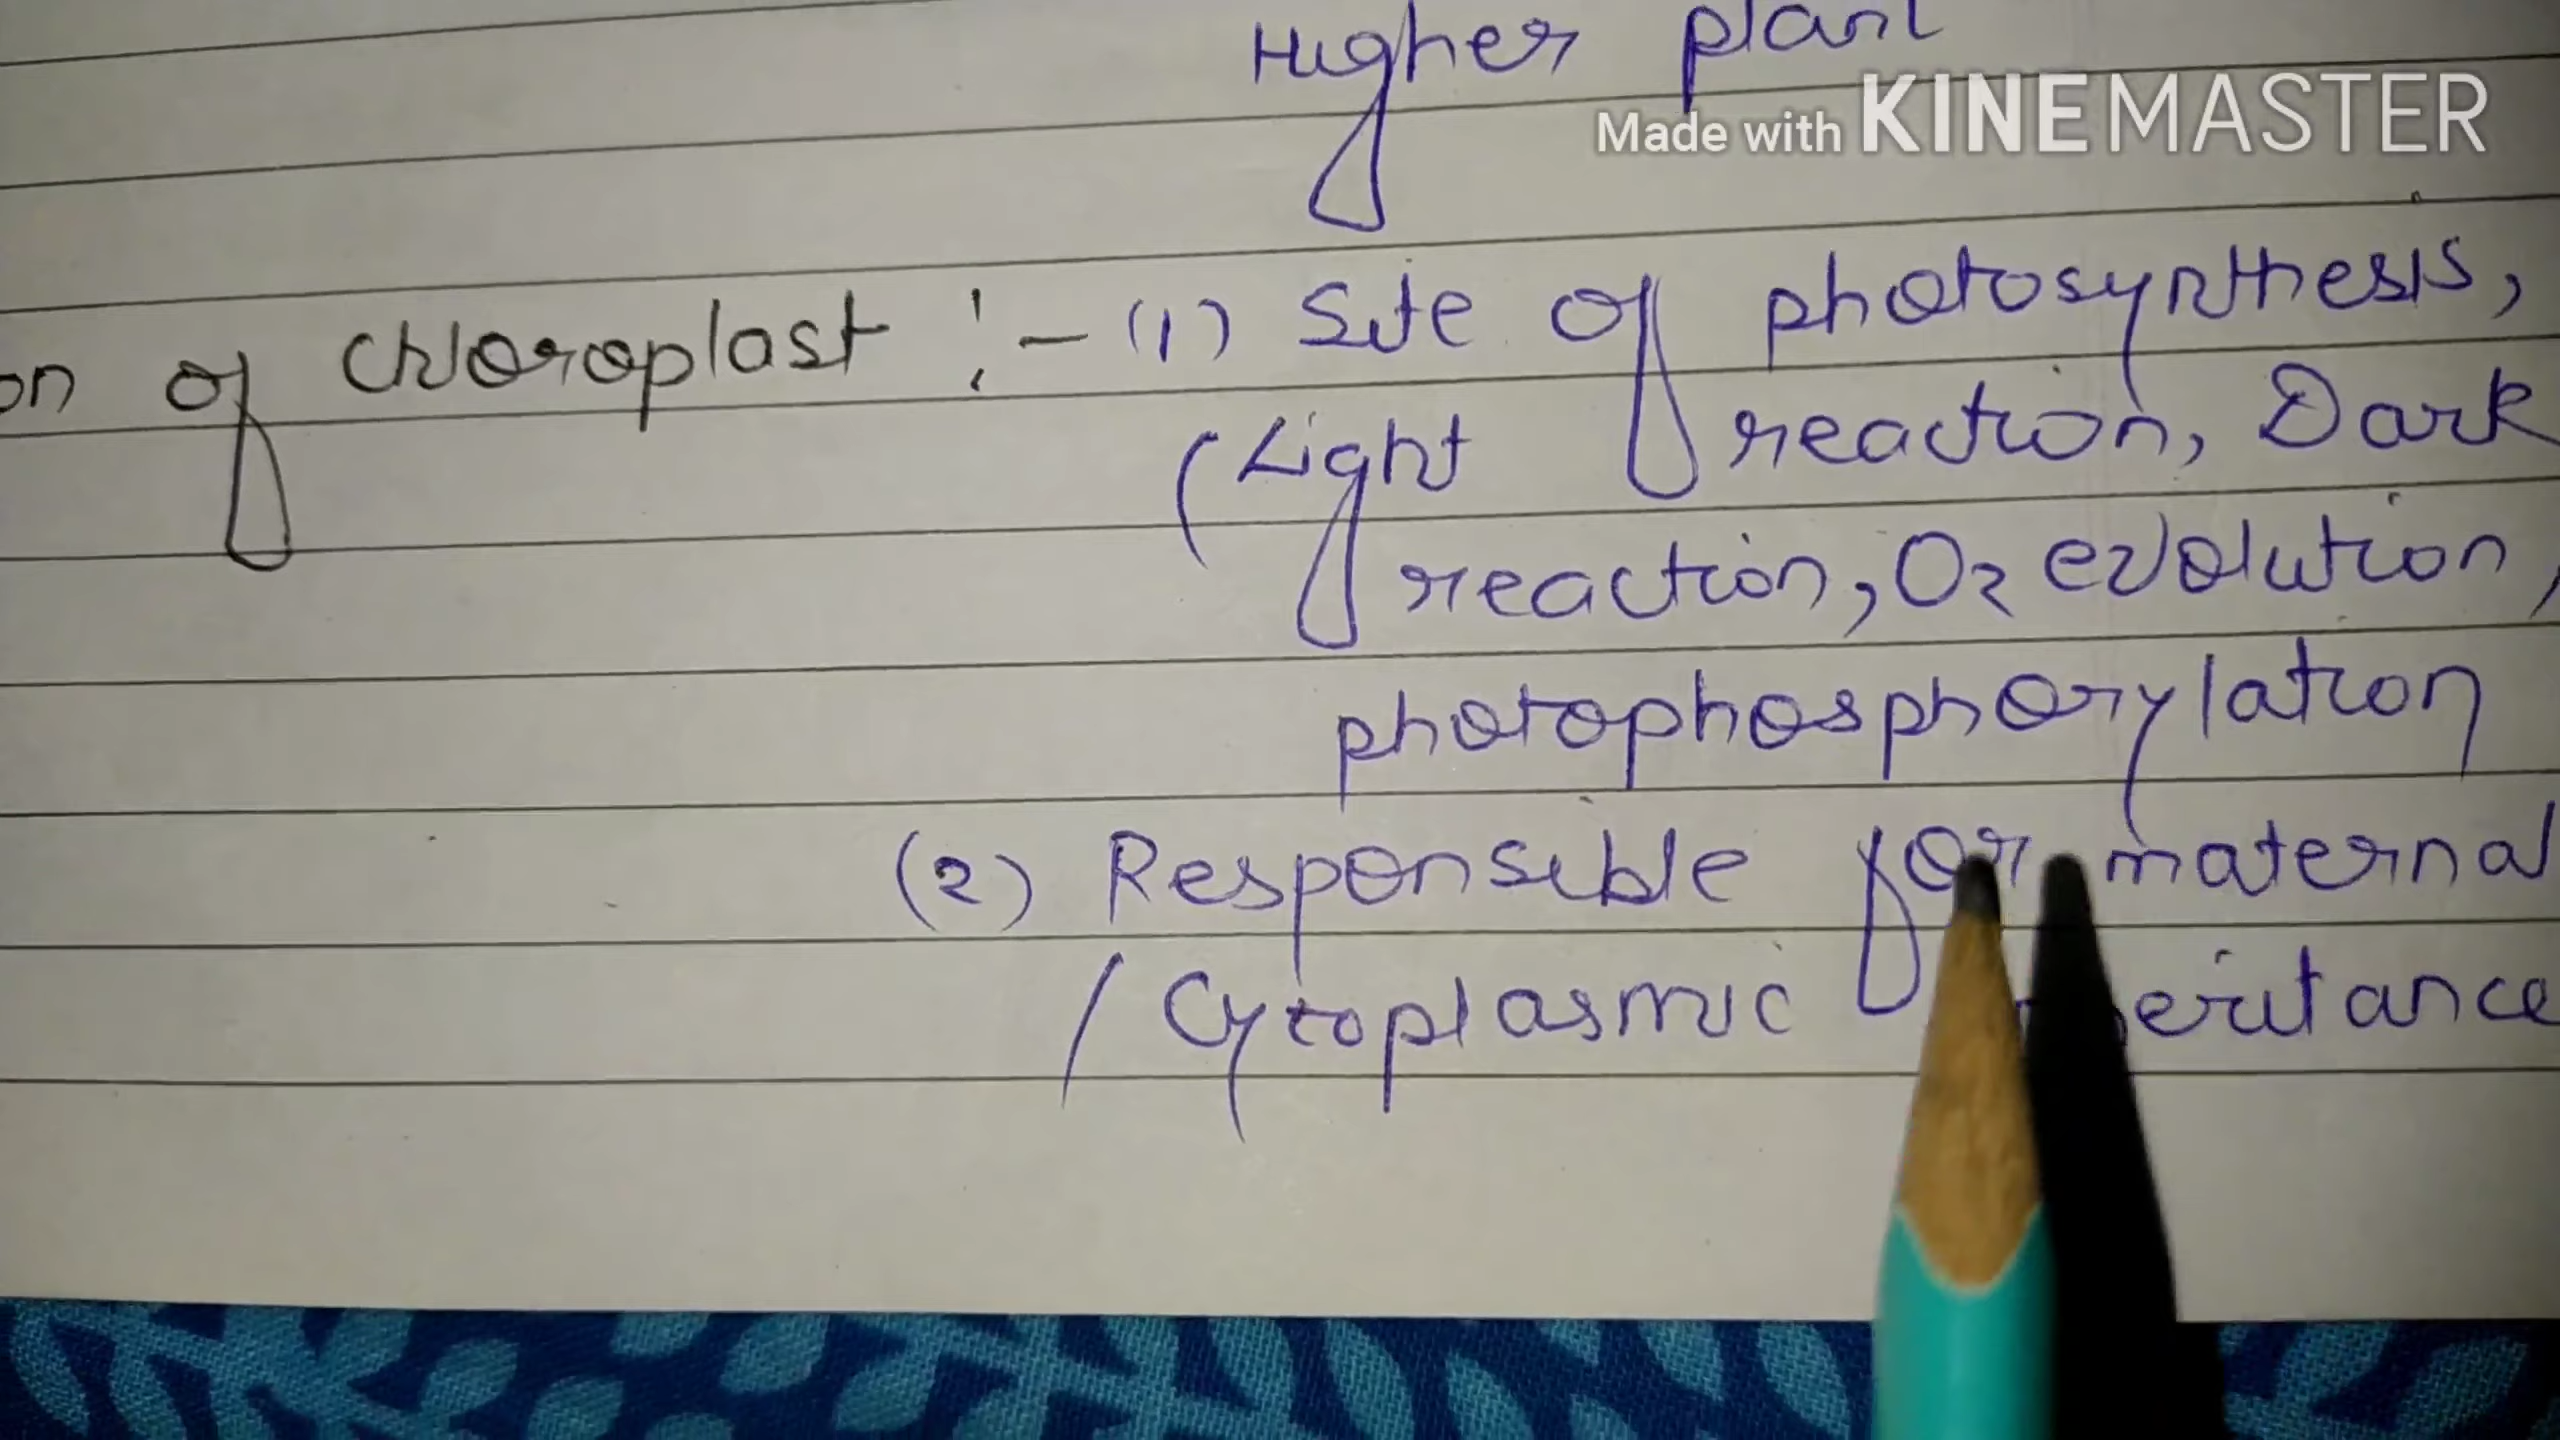 Higher plant
Made with KINEMASTER
on of chloroplast :- (1) Site of photosynthesis,
(Light reaction, Dark
reaction, O2 evolution,
photophosphorylation
(2) Responsible for maternal
/ Cytoplasmic inheritance